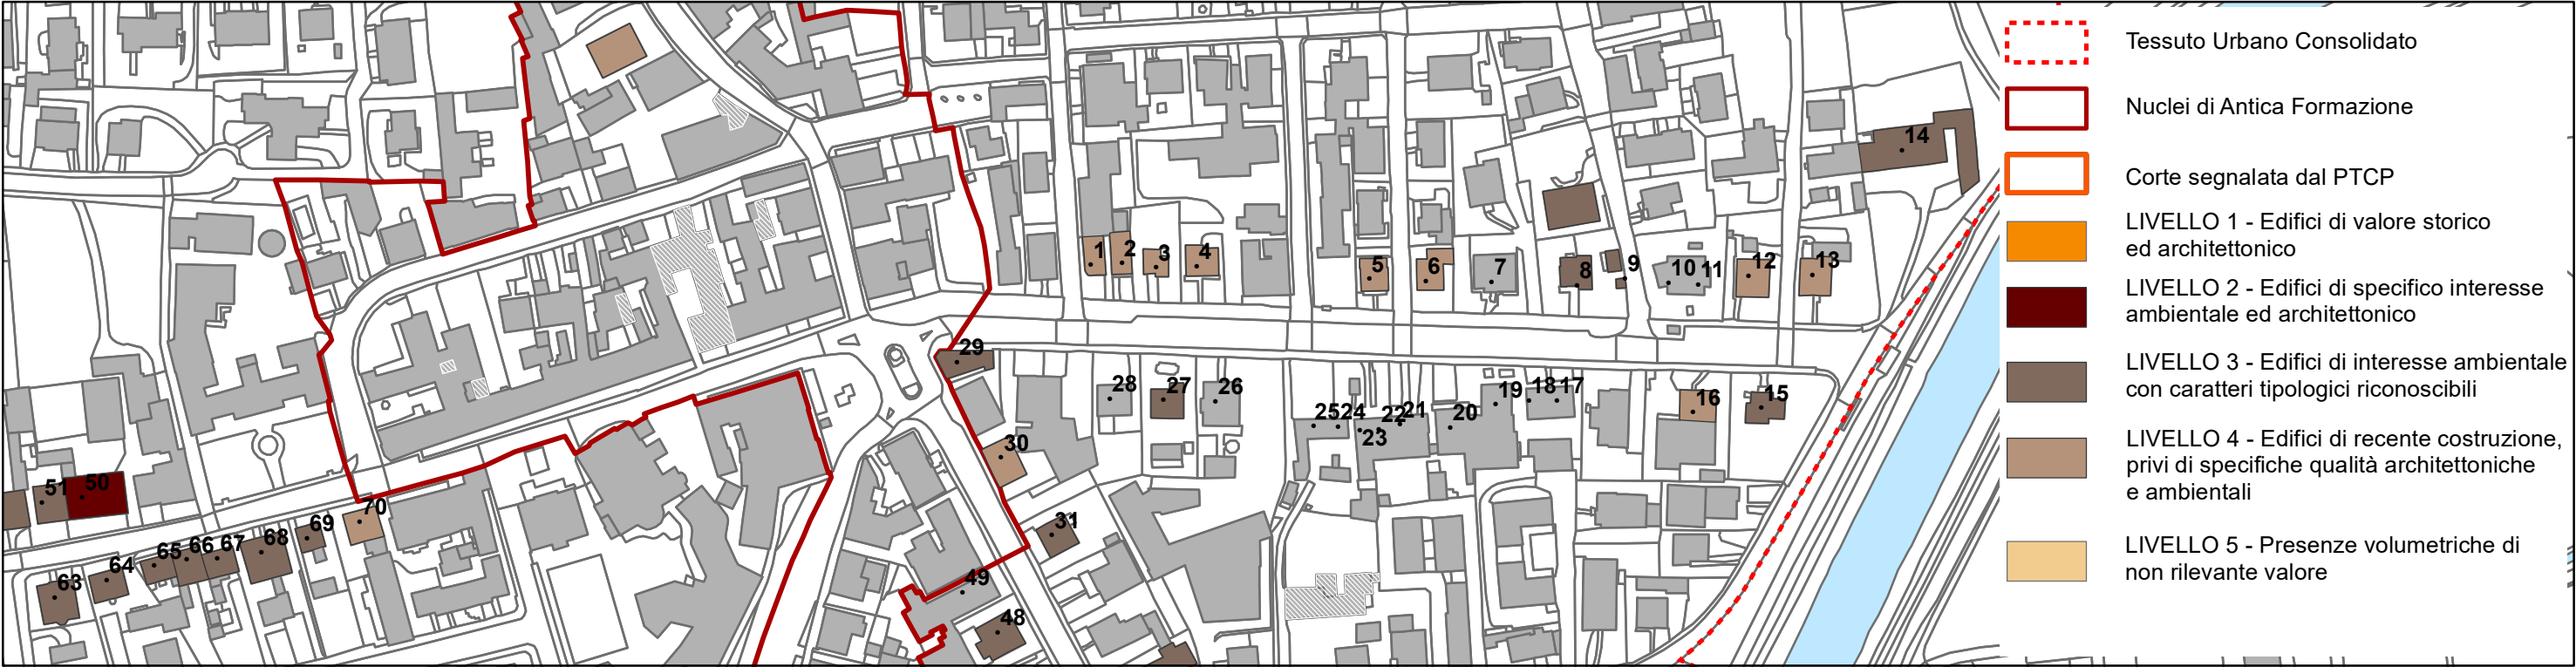 Tessuto Urbano Consolidato
Nuclei di Antica Formazione
Corte segnalata dal PTCP
LIVELLO 1 - Edifici di valore storico
ed architettonico
LIVELLO 2 - Edifici di specifico interesse
ambientale ed architettonico
LIVELLO 3 - Edifici di interesse ambientale
con caratteri tipologici riconoscibili
LIVELLO 4 - Edifici di recente costruzione,
privi di specifiche qualità architettoniche
e ambientali
LIVELLO 5 - Presenze volumetriche di
non rilevante valore
14
1 2 3 4 5 6 7 8 9 10 11 12 13
29
28 27 26 25 24 23 22 21 20 19 18 17 16 15
30
31
49
48
51 50
70
69
68
67
66
65
64
63